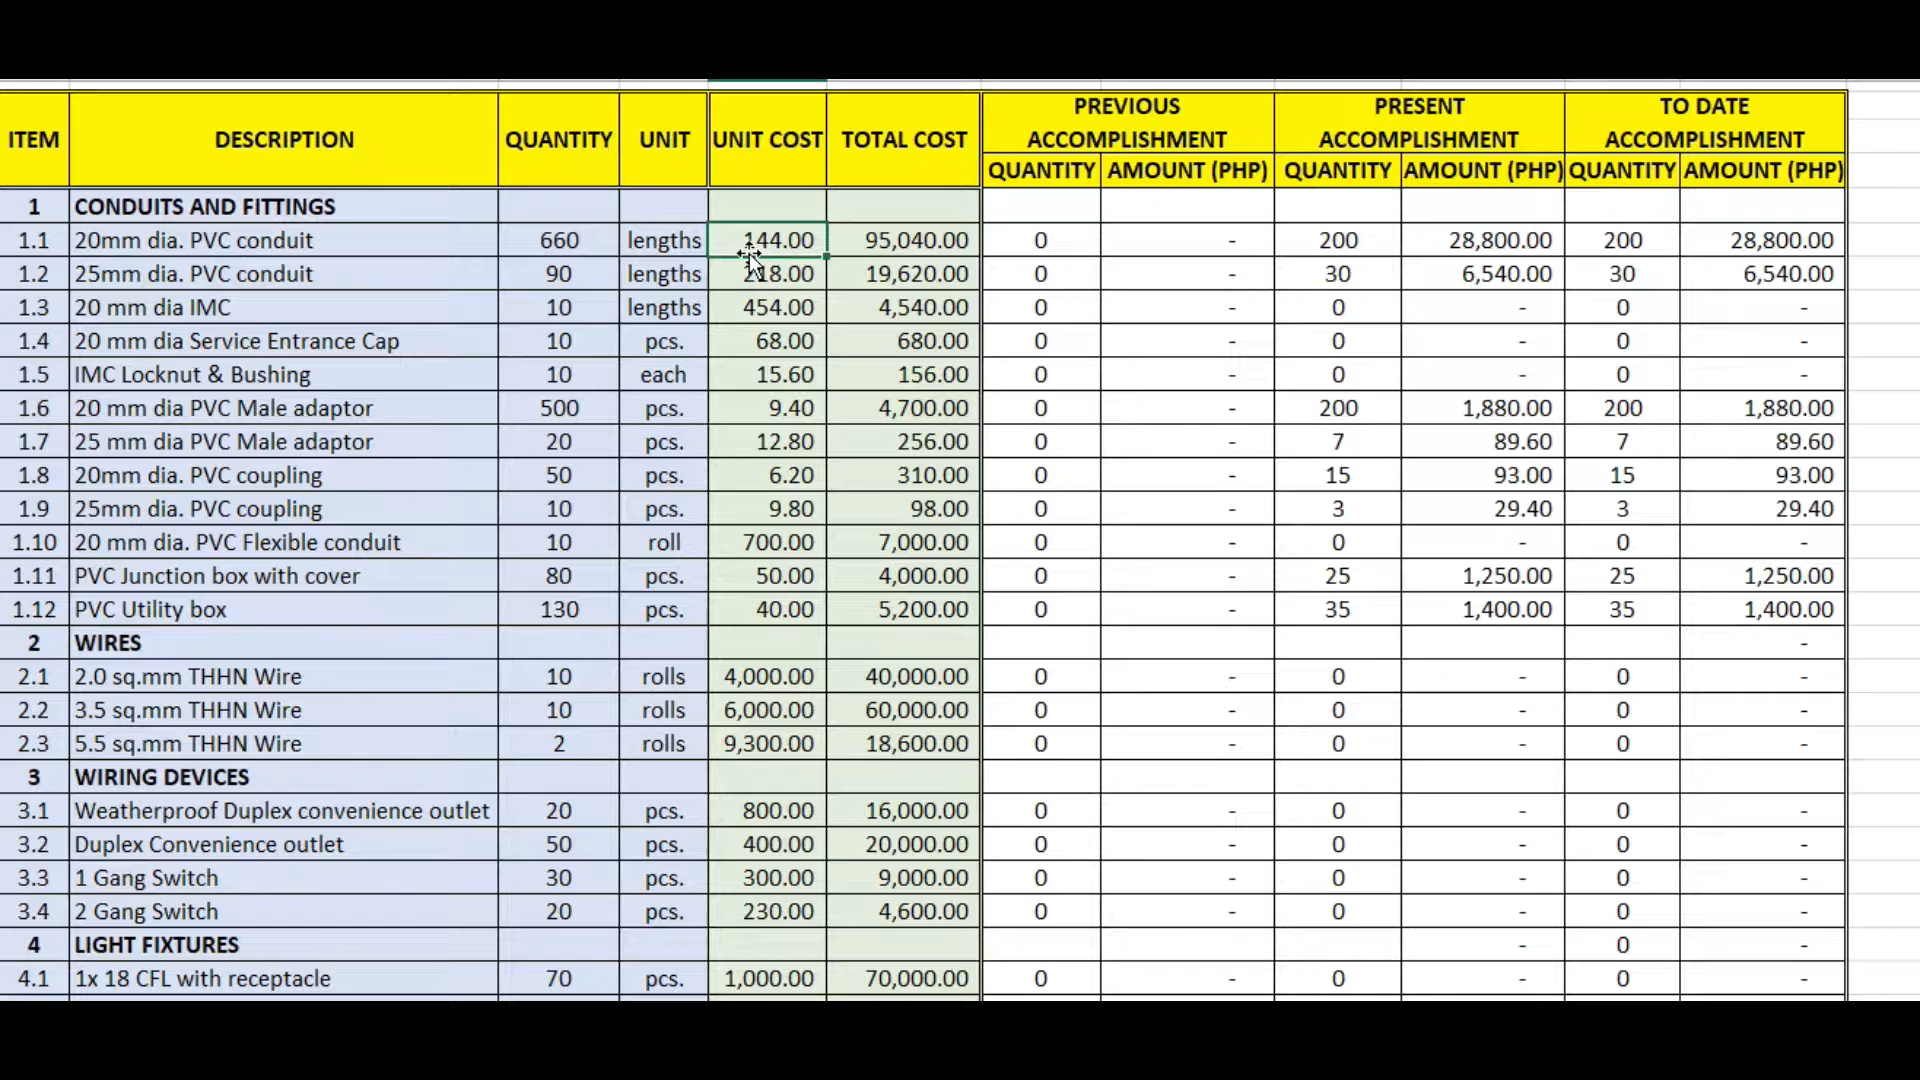 ITEM DESCRIPTION QUANTITY UNIT UNIT COST TOTAL COST PREVIOUS ACCOMPLISHMENT PRESENT ACCOMPLISHMENT TO DATE ACCOMPLISHMENT
QUANTITY AMOUNT (PHP) QUANTITY AMOUNT (PHP) QUANTITY AMOUNT (PHP)
1 CONDUITS AND FITTINGS
1.1 20mm dia. PVC conduit 660 lengths 144.00 95,040.00 0 - 200 28,800.00 200 28,800.00
1.2 25mm dia. PVC conduit 90 lengths 218.00 19,620.00 0 - 30 6,540.00 30 6,540.00
1.3 20 mm dia IMC 10 lengths 454.00 4,540.00 0 - 0 - 0 -
1.4 20 mm dia Service Entrance Cap 10 pcs. 68.00 680.00 0 - 0 - 0 -
1.5 IMC Locknut & Bushing 10 each 15.60 156.00 0 - 0 - 0 -
1.6 20 mm dia PVC Male adaptor 500 pcs. 9.40 4,700.00 0 - 200 1,880.00 200 1,880.00
1.7 25 mm dia PVC Male adaptor 20 pcs. 12.80 256.00 0 - 7 89.60 7 89.60
1.8 20mm dia. PVC coupling 50 pcs. 6.20 310.00 0 - 15 93.00 15 93.00
1.9 25mm dia. PVC coupling 10 pcs. 9.80 98.00 0 - 3 29.40 3 29.40
1.10 20 mm dia. PVC Flexible conduit 10 roll 700.00 7,000.00 0 - 0 - 0 -
1.11 PVC Junction box with cover 80 pcs. 50.00 4,000.00 0 - 25 1,250.00 25 1,250.00
1.12 PVC Utility box 130 pcs. 40.00 5,200.00 0 - 35 1,400.00 35 1,400.00
2 WIRES -
2.1 2.0 sq.mm THHN Wire 10 rolls 4,000.00 40,000.00 0 - 0 - 0 -
2.2 3.5 sq.mm THHN Wire 10 rolls 6,000.00 60,000.00 0 - 0 - 0 -
2.3 5.5 sq.mm THHN Wire 2 rolls 9,300.00 18,600.00 0 - 0 - 0 -
3 WIRING DEVICES
3.1 Weatherproof Duplex convenience outlet 20 pcs. 800.00 16,000.00 0 - 0 - 0 -
3.2 Duplex Convenience outlet 50 pcs. 400.00 20,000.00 0 - 0 - 0 -
3.3 1 Gang Switch 30 pcs. 300.00 9,000.00 0 - 0 - 0 -
3.4 2 Gang Switch 20 pcs. 230.00 4,600.00 0 - 0 - 0 -
4 LIGHT FIXTURES - 0 -
4.1 1x 18 CFL with receptacle 70 pcs. 1,000.00 70,000.00 0 - 0 - 0 -